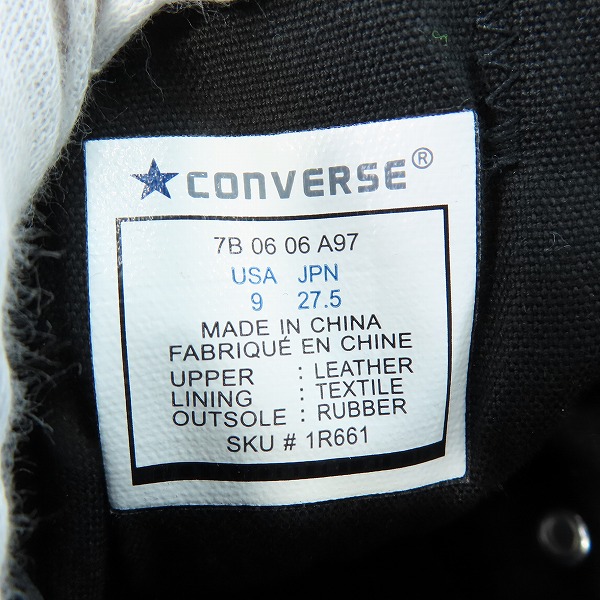 CONVERSE®
7B 06 06 A97
USA JPN
9 27.5
MADE IN CHINA
FABRIQUÉ EN CHINE
UPPER : LEATHER
LINING : TEXTILE
OUTSOLE : RUBBER
SKU # 1R661